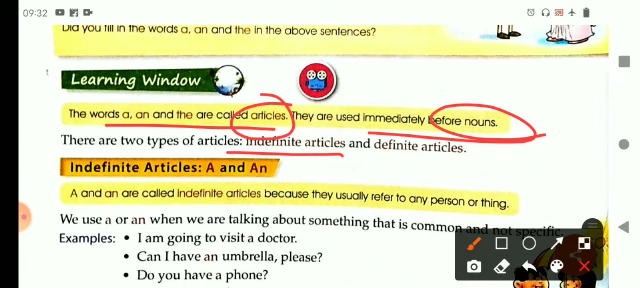 09:32
Did you fill in the words a, an and the in the above sentences?
Learning Window
The words a, an and the are called articles. They are used immediately before nouns.
There are two types of articles: indefinite articles and definite articles.
Indefinite Articles: A and An
A and an are called indefinite articles because they usually refer to any person or thing.
We use a or an when we are talking about something that is common and not specific.
Examples: • I am going to visit a doctor.
• Can I have an umbrella, please?
• Do you have a phone?